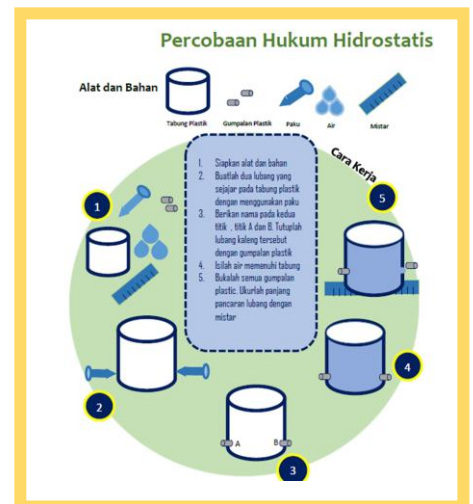 Percobaan Hukum Hidrostatis
Alat dan Bahan
Tabung Plastik
Gumpalan Plastik
Paku
Air
Mistar
Cara Kerja
1. Siapkan alat dan bahan
2. Buatlah dua lubang yang
sejajar pada tabung plastik
dengan menggunakan paku
3. Berikan nama pada kedua
titik , titik A dan B. Tutuplah
lubang kaleng tersebut
dengan gumpalan plastik
4. Isilah air memenuhi tabung
5. Bukalah semua gumpalan
plastic. Ukurlah panjang
pancaran lubang dengan
mistar
1
2
A
B
3
4
5